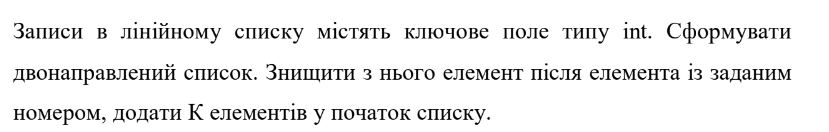 Записи в лінійному списку містять ключове поле типу int. Сформувати
двонаправлений список. Знищити з нього елемент після елемента із заданим
номером, додати К елементів у початок списку.